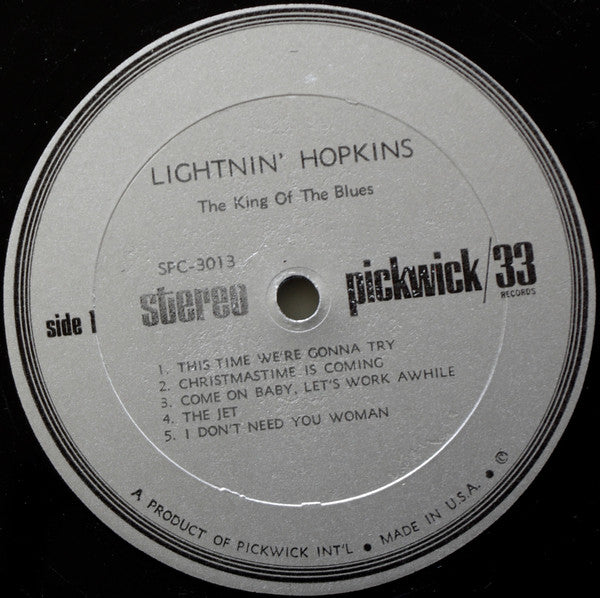 LIGHTNIN' HOPKINS
The King Of The Blues
SPC-3013
stereo
pickwick/33
RECORDS
side 1
1. THIS TIME WE'RE GONNA TRY
2. CHRISTMASTIME IS COMING
3. COME ON BABY, LET'S WORK AWHILE
4. THE JET
5. I DON'T NEED YOU WOMAN
A PRODUCT OF PICKWICK INT'L • MADE IN U.S.A. • ©